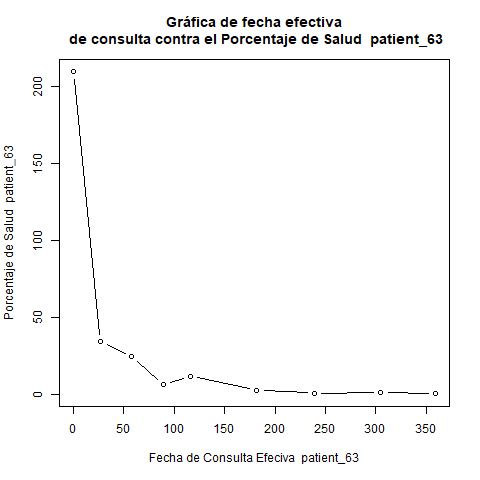 Gráfica de fecha efectiva
de consulta contra el Porcentaje de Salud patient_63
Porcentaje de Salud patient_63
200
150
100
50
0
0 50 100 150 200 250 300 350
Fecha de Consulta Efeciva patient_63